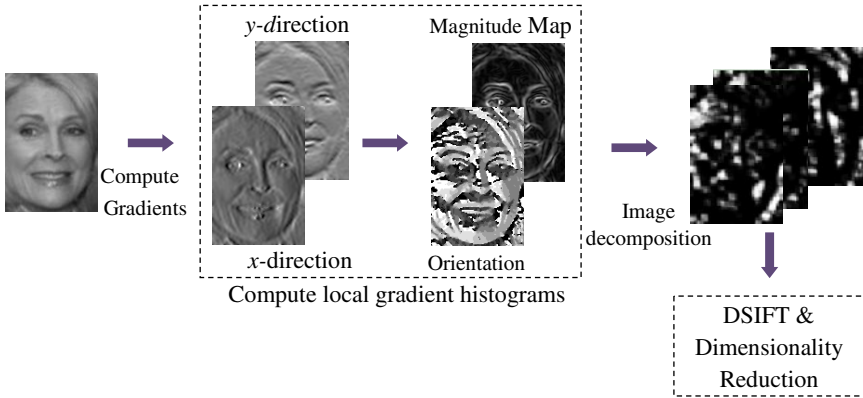 y-direction
Magnitude Map
Compute
Gradients
x-direction
Orientation
Image
decomposition
Compute local gradient histograms
DSIFT &
Dimensionality
Reduction